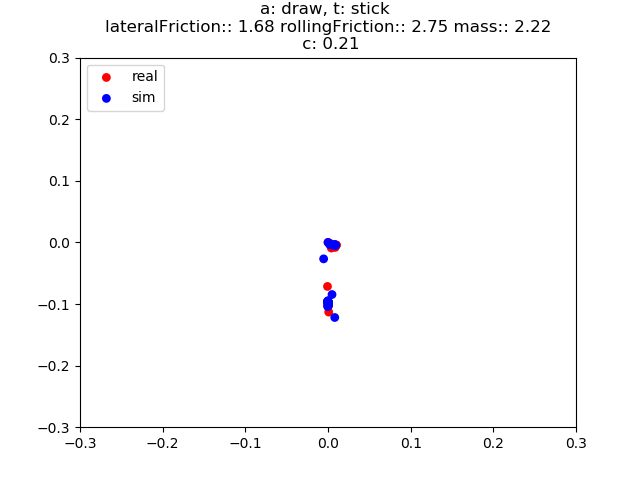 a: draw, t: stick
lateralFriction:: 1.68 rollingFriction:: 2.75 mass:: 2.22
c: 0.21
real
sim
0.3
0.2
0.1
0.0
−0.1
−0.2
−0.3
−0.3
−0.2
−0.1
0.0
0.1
0.2
0.3